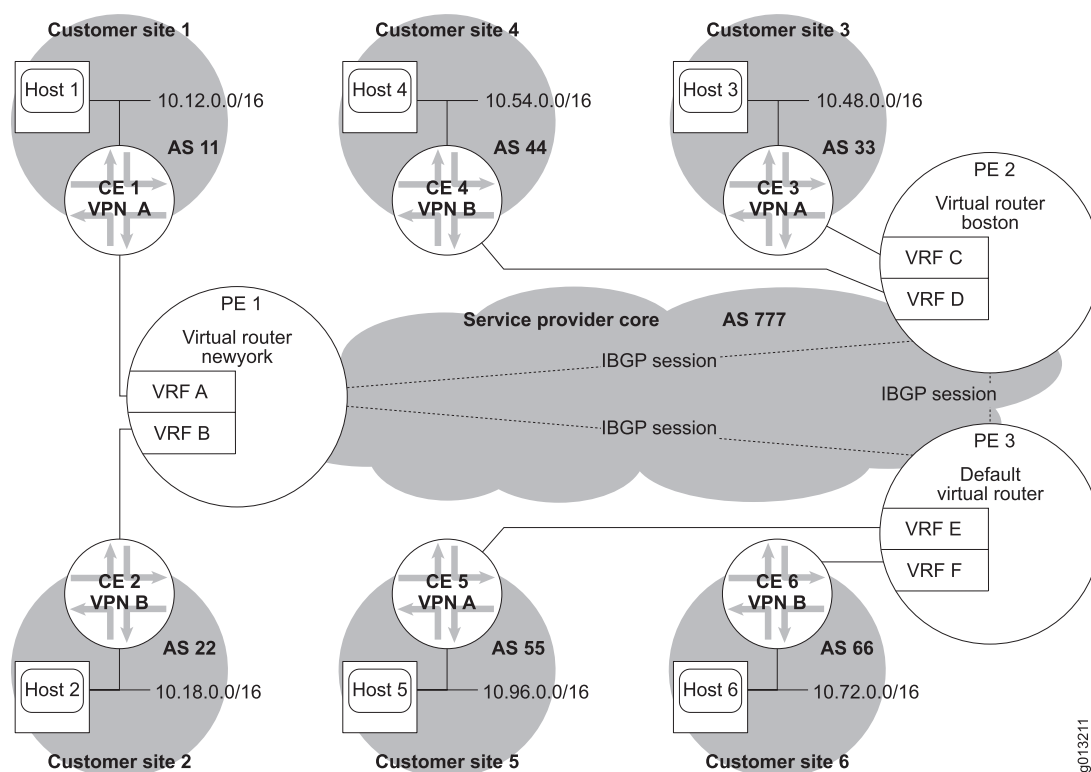 Customer site 1
Host 1
10.12.0.0/16
AS 11
CE 1
VPN A
Customer site 4
Host 4
10.54.0.0/16
AS 44
CE 4
VPN B
Customer site 3
Host 3
10.48.0.0/16
AS 33
CE 3
VPN A
PE 2
Virtual router
boston
VRF C
VRF D
PE 1
Virtual router
newyork
VRF A
VRF B
Service provider core
AS 777
IBGP session
IBGP session
IBGP session
PE 3
Default
virtual router
VRF E
VRF F
CE 2
VPN B
AS 22
Host 2
10.18.0.0/16
Customer site 2
CE 5
VPN A
AS 55
Host 5
10.96.0.0/16
Customer site 5
CE 6
VPN B
AS 66
Host 6
10.72.0.0/16
Customer site 6
g013211